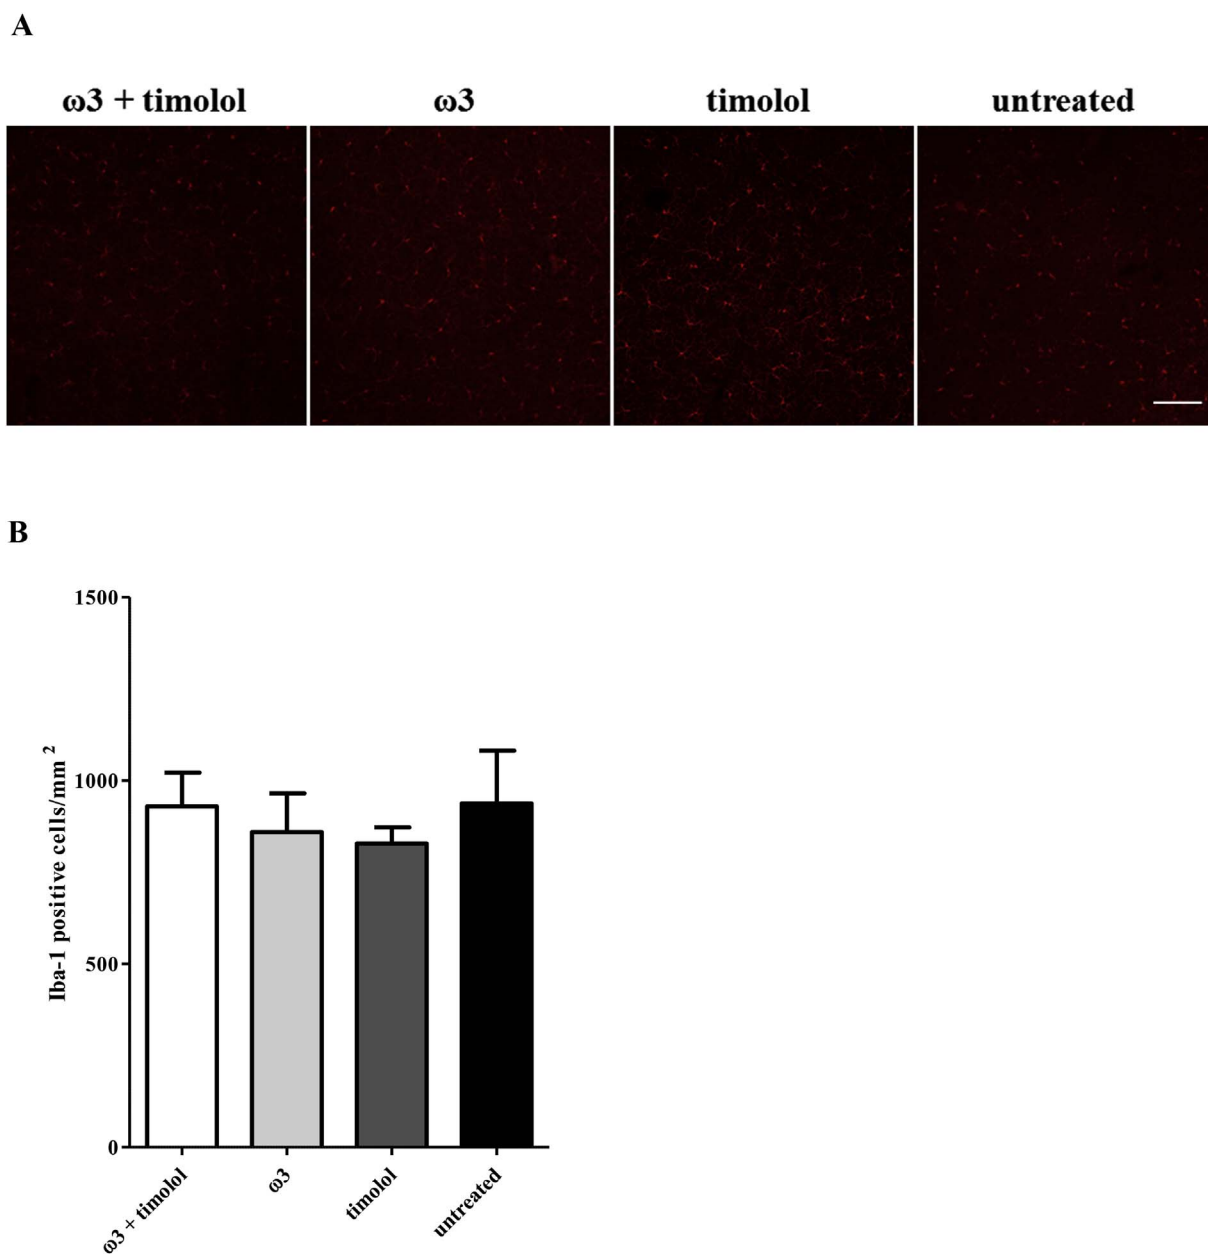 A
ω3 + timolol ω3 timolol untreated
B
1500
1000
500
0
Iba-1 positive cells/mm 2
ω3 + timolol
ω3
timolol
untreated